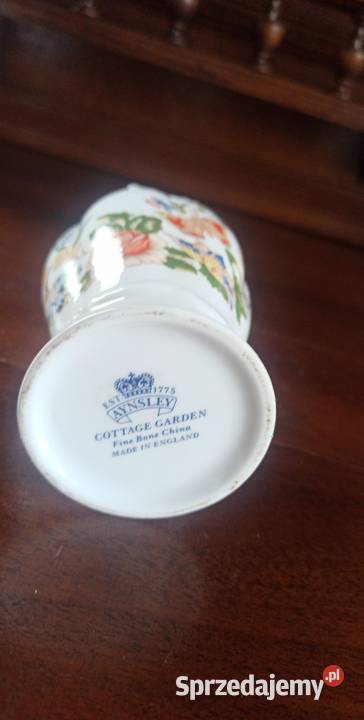 EST. 1775
AYNSLEY
COTTAGE GARDEN
Fine Bone China
MADE IN ENGLAND
Sprzedajemy.pl